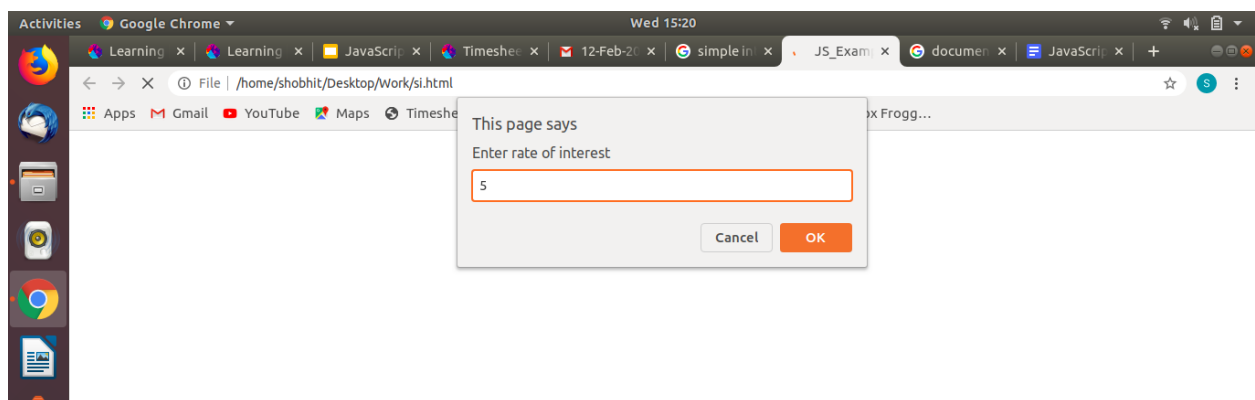 Activities Google Chrome Wed 15:20
Learning Learning JavaScrip Timeshee 12-Feb-20 simple in JS_Exam documen JavaScrip
File /home/shobhit/Desktop/Work/si.html S
Apps Gmail YouTube Maps Timeshe ox Frogg...
This page says
Enter rate of interest
5
Cancel OK